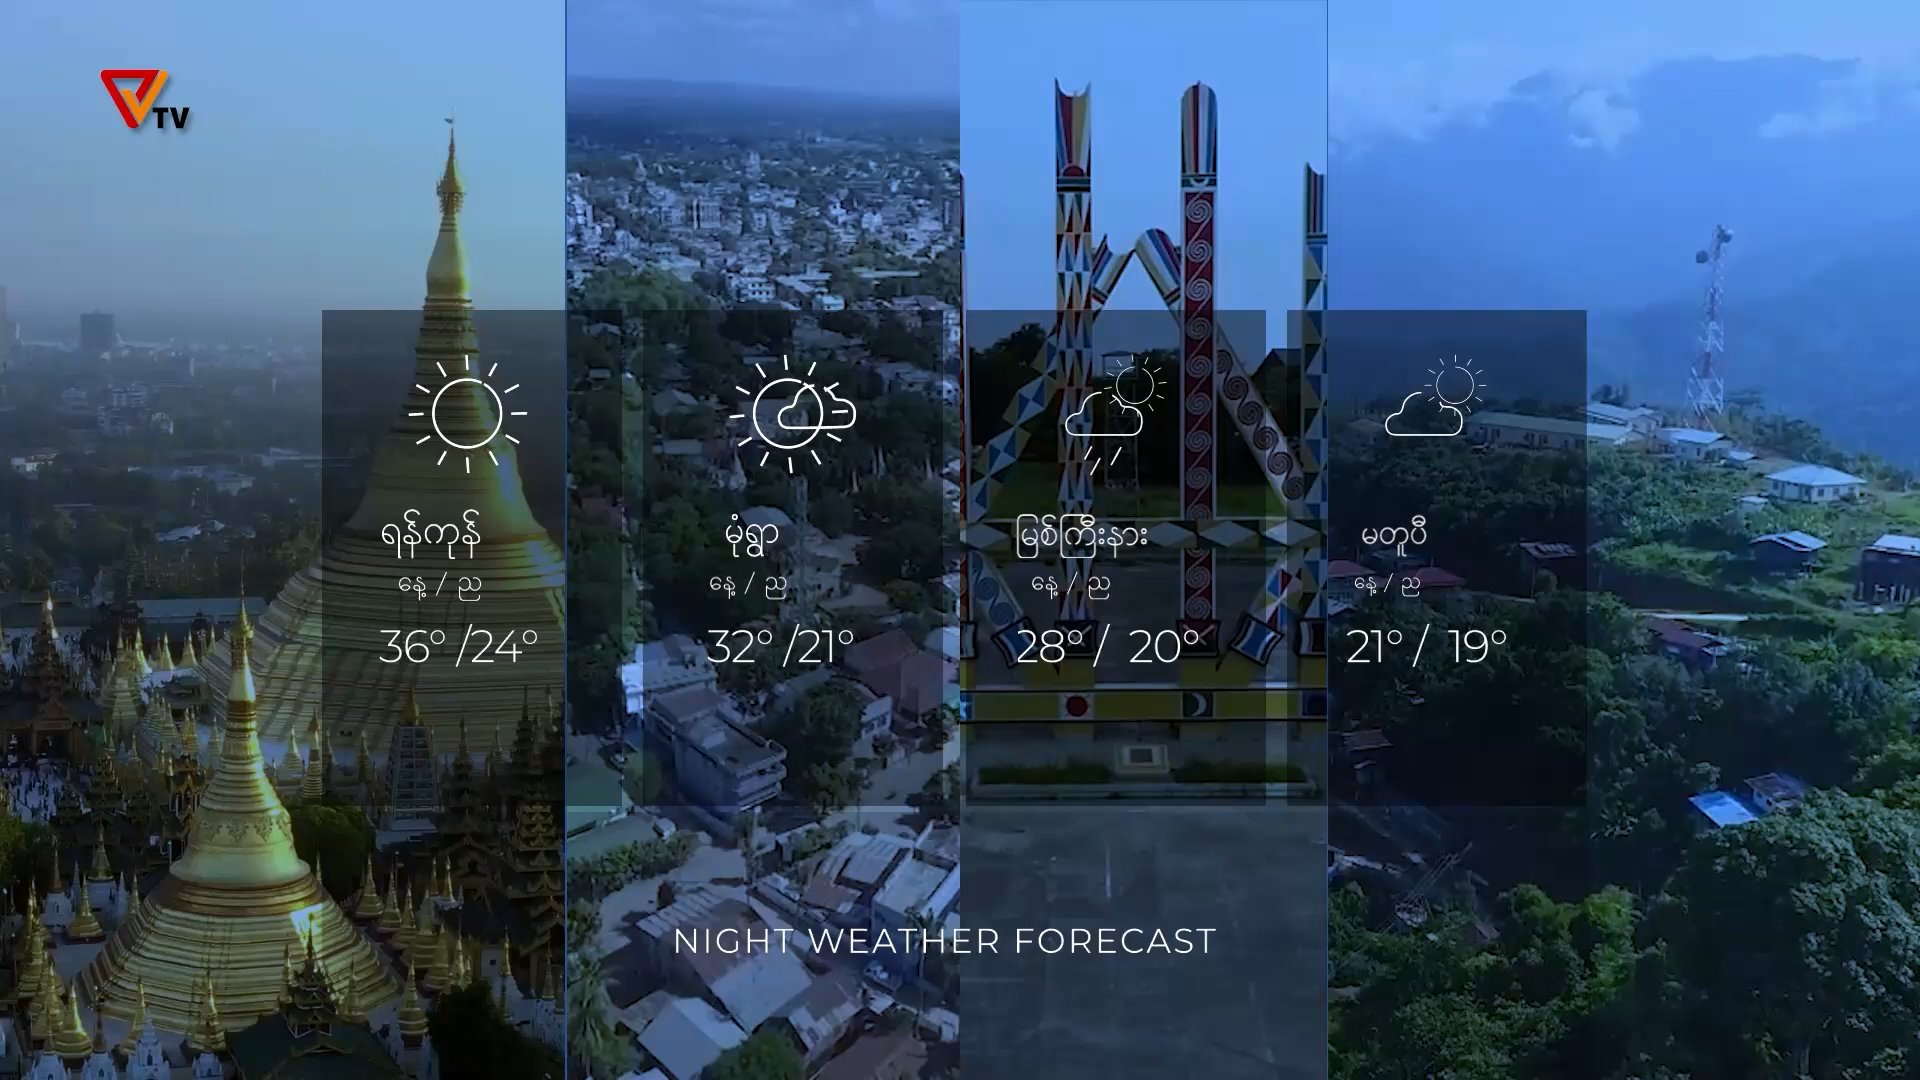 TV
ရန်ကုန်
နေ့ / ည
36° /24°
မုံရွာ
နေ့ / ည
32° /21°
မြစ်ကြီးနား
နေ့ / ည
28° / 20°
မတူပီ
နေ့ / ည
21° / 19°
NIGHT WEATHER FORECAST